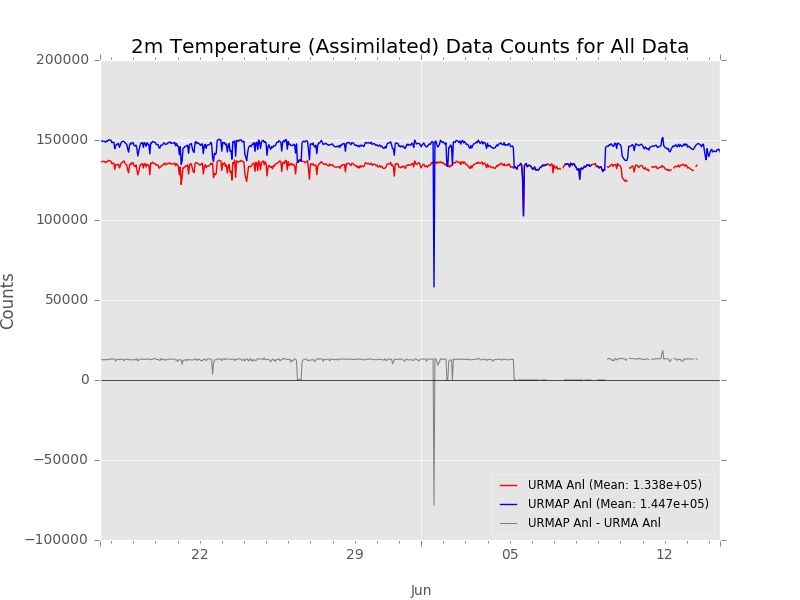 2m Temperature (Assimilated) Data Counts for All Data
200000
150000
100000
50000
0
−50000
−100000
Counts
URMA Anl (Mean: 1.338e+05)
URMAP Anl (Mean: 1.447e+05)
URMAP Anl - URMA Anl
22 29 05 12
Jun